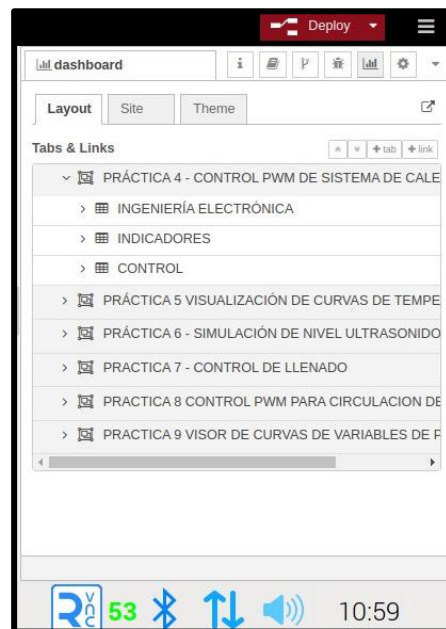 Deploy
dashboard
i
Layout Site Theme
Tabs & Links
+ tab + link
PRÁCTICA 4 - CONTROL PWM DE SISTEMA DE CALE
INGENIERÍA ELECTRÓNICA
INDICADORES
CONTROL
PRÁCTICA 5 VISUALIZACIÓN DE CURVAS DE TEMPE
PRÁCTICA 6 - SIMULACIÓN DE NIVEL ULTRASONIDO
PRACTICA 7 - CONTROL DE LLENADO
PRACTICA 8 CONTROL PWM PARA CIRCULACION DE
PRACTICA 9 VISOR DE CURVAS DE VARIABLES DE P
VNC 53 10:59